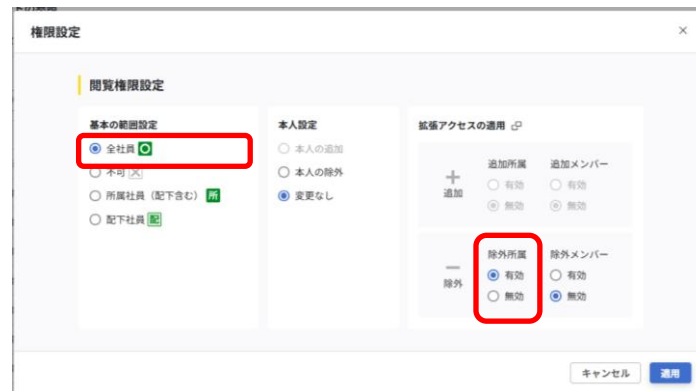 権限設定
閲覧権限設定
基本の範囲設定
全社員
不可
所属社員（配下含む） 所
配下社員 配
本人設定
本人の追加
本人の除外
変更なし
拡張アクセスの適用
追加
追加所属
有効
無効
追加メンバー
有効
無効
除外
除外所属
有効
無効
除外メンバー
有効
無効
キャンセル
適用